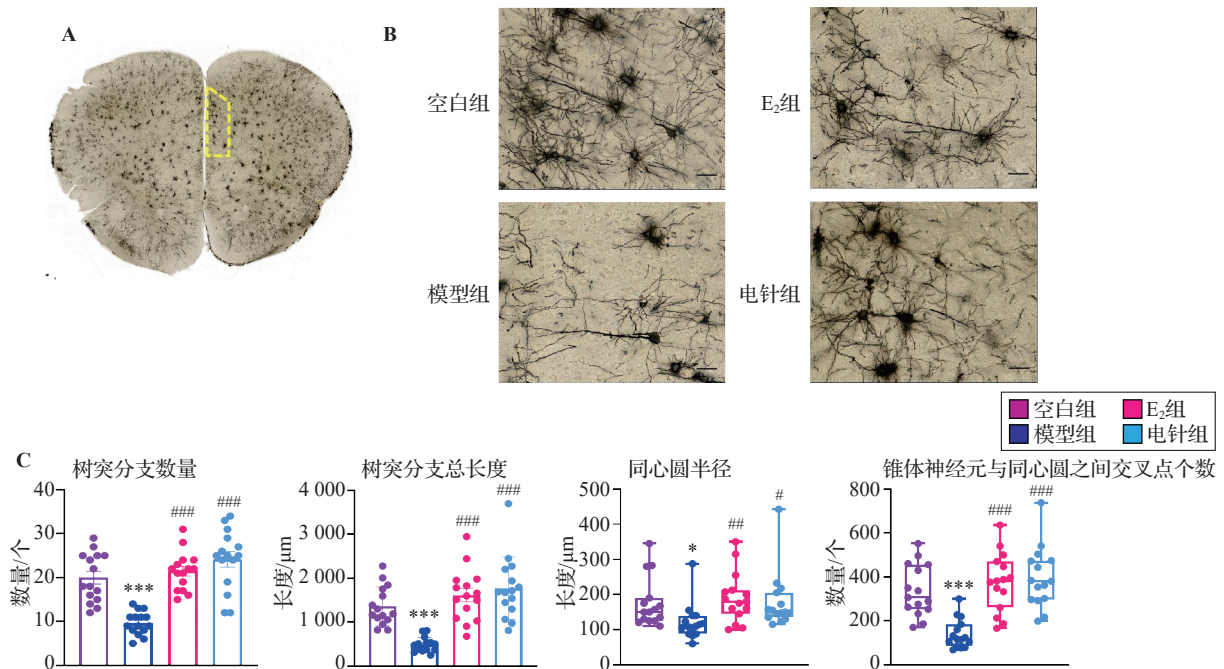 A
B
空白组
E₂组
模型组
电针组
空白组
E₂组
模型组
电针组
C
树突分支数量
数量/个
40
30
20
10
0
***
###
###
树突分支总长度
长度/μm
4 000
3 000
2 000
1 000
0
***
###
###
同心圆半径
长度/μm
500
400
300
200
100
0
*
##
#
锥体神经元与同心圆之间交叉点个数
数量/个
800
600
400
200
0
***
###
###